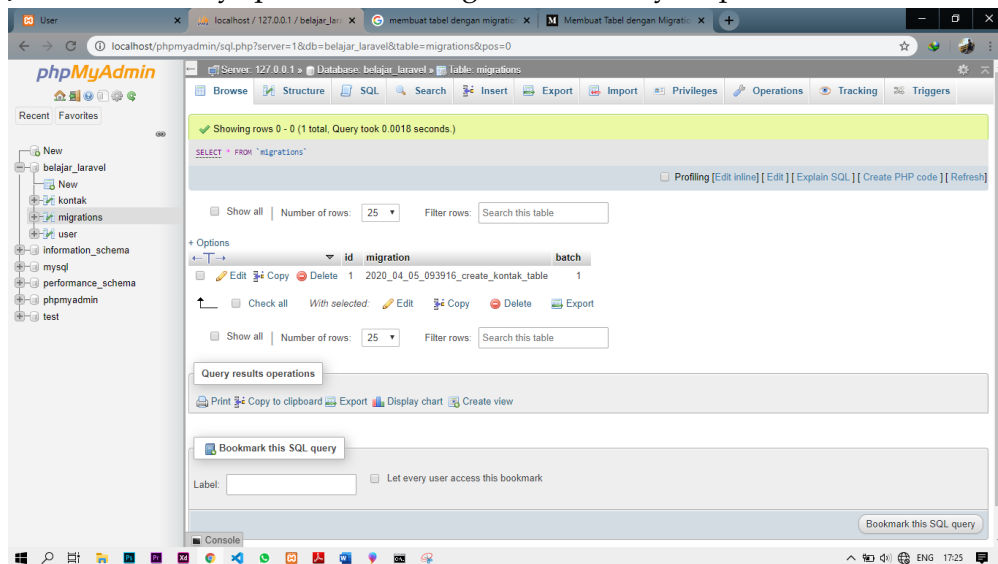 User
localhost / 127.0.0.1 / belajar_lara
membuat tabel dengan migratio
Membuat Tabel dengan Migratio
localhost/phpmyadmin/sql.php?server=1&db=belajar_laravel&table=migrations&pos=0
phpMyAdmin
Recent Favorites
New
belajar_laravel
New
kontak
migrations
user
information_schema
mysql
performance_schema
phpmyadmin
test
Server: 127.0.0.1 » Database: belajar_laravel » Table: migrations
Browse Structure SQL Search Insert Export Import Privileges Operations Tracking Triggers
Showing rows 0 - 0 (1 total, Query took 0.0018 seconds.)
SELECT * FROM `migrations`
Profiling [Edit inline] [ Edit ] [ Explain SQL ] [ Create PHP code ] [ Refresh]
Show all | Number of rows: 25 Filter rows: Search this table
+ Options
←T→ id migration batch
Edit Copy Delete 1 2020_04_05_093916_create_kontak_table 1
Check all With selected: Edit Copy Delete Export
Show all | Number of rows: 25 Filter rows: Search this table
Query results operations
Print Copy to clipboard Export Display chart Create view
Bookmark this SQL query
Label: Let every user access this bookmark
Bookmark this SQL query
Console
ENG 17:25